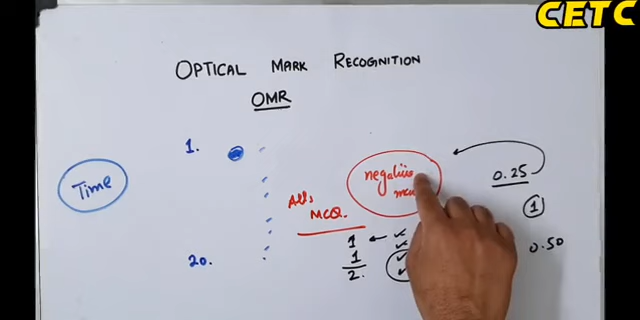 CETC
OPTICAL MARK RECOGNITION
OMR
1.
Time
negative
0.25
All
MCQ.
1
1
1
2.
20.
0.50